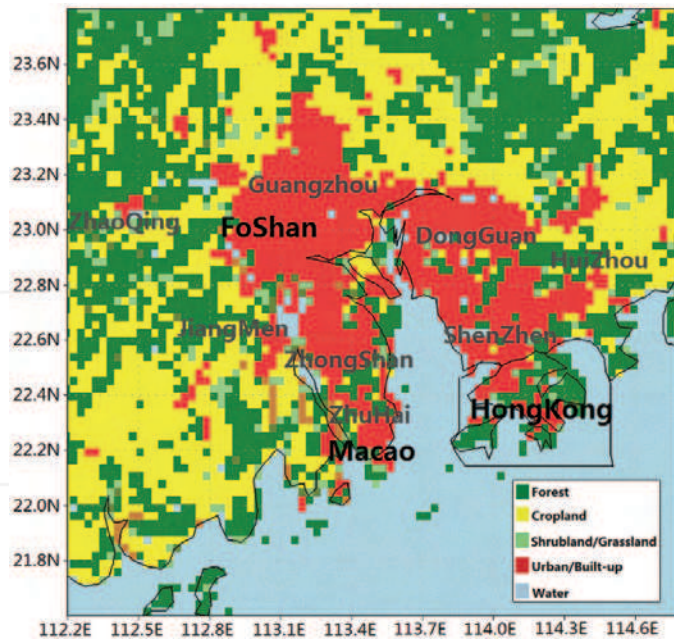 23.6N
23.4N
23.2N
Guangzhou
23.0N
ZhaoQing
FoShan
DongGuan
HuiZhou
22.8N
22.6N
JiangMen
ShenZhen
ZhongShan
22.4N
ZhuHai
HongKong
22.2N
Macao
22.0N
21.8N
Forest
Cropland
Shrubland/Grassland
Urban/Built-up
Water
112.2E 112.5E 112.8E 113.1E 113.4E 113.7E 114.0E 114.3E 114.6E